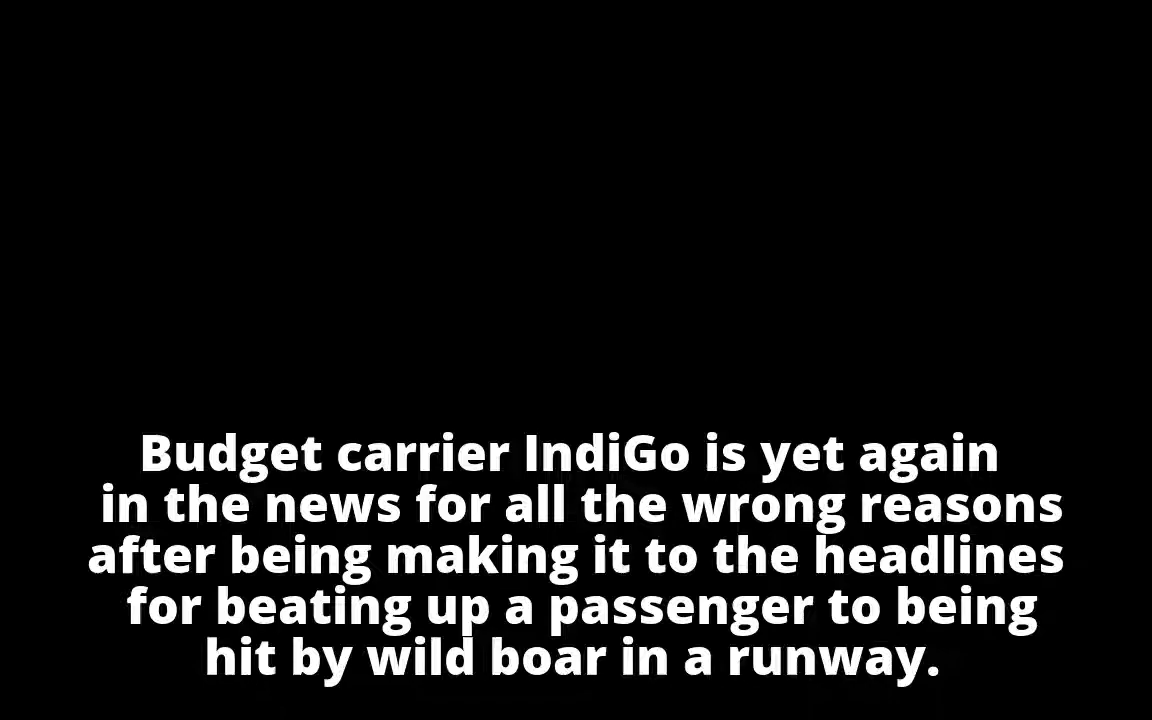 Budget carrier IndiGo is yet again
in the news for all the wrong reasons
after being making it to the headlines
for beating up a passenger to being
hit by wild boar in a runway.